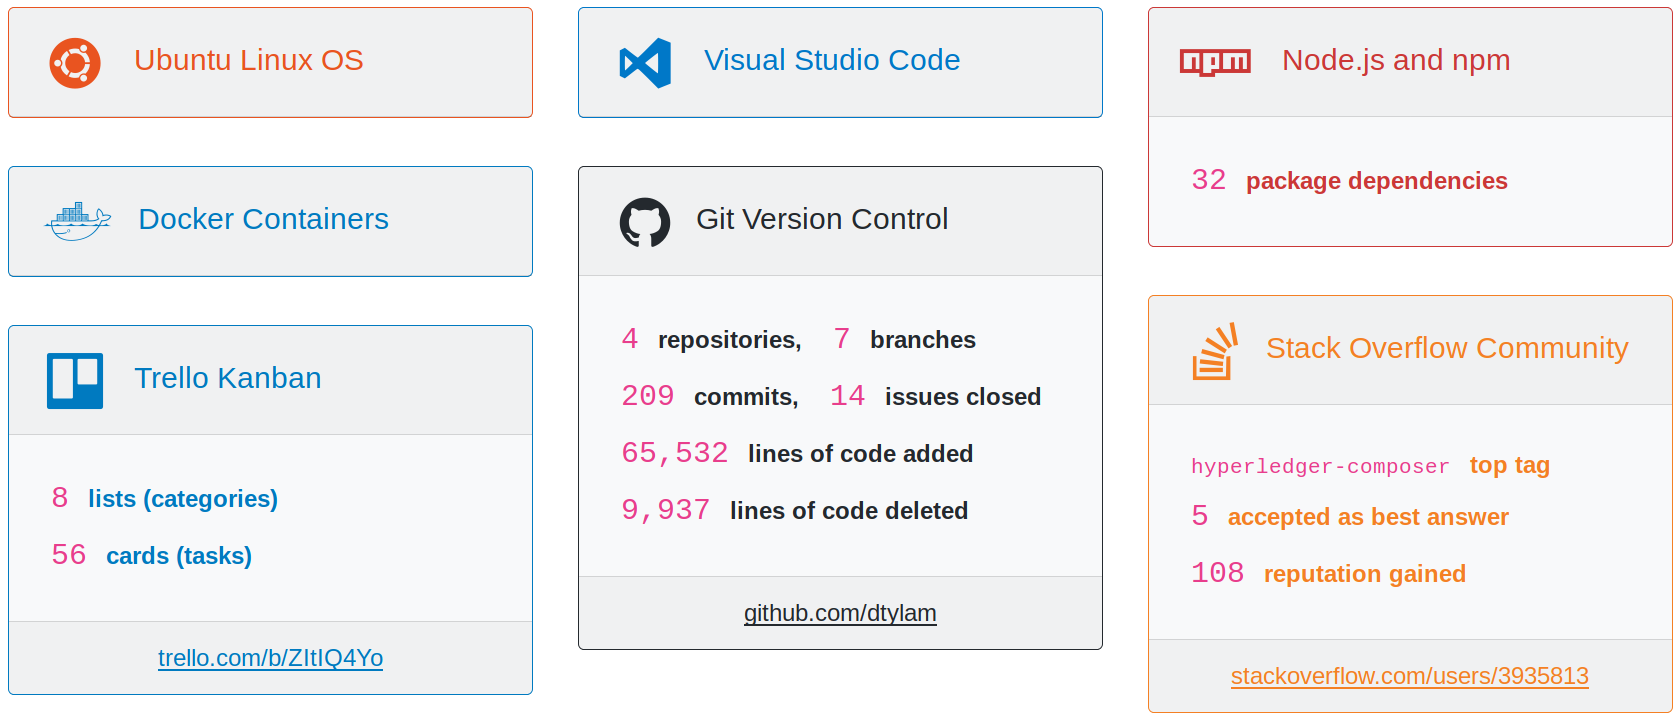 Ubuntu Linux OS
Docker Containers
Trello Kanban
8 lists (categories)
56 cards (tasks)
trello.com/b/ZItIQ4Yo
Visual Studio Code
Git Version Control
4 repositories, 7 branches
209 commits, 14 issues closed
65,532 lines of code added
9,937 lines of code deleted
github.com/dtylam
npm Node.js and npm
32 package dependencies
Stack Overflow Community
hyperledger-composer top tag
5 accepted as best answer
108 reputation gained
stackoverflow.com/users/3935813